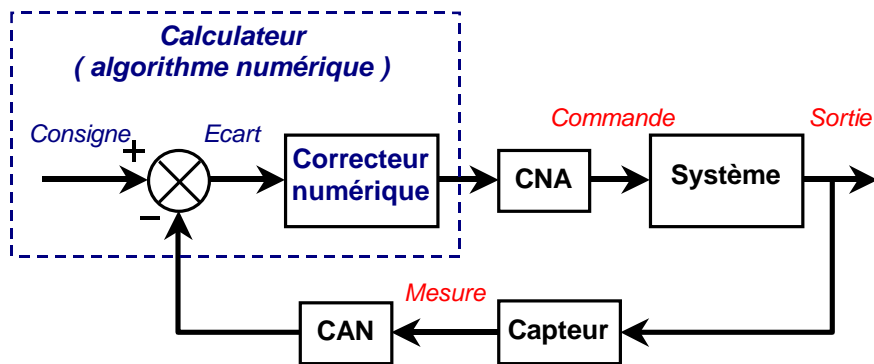 Calculateur
( algorithme numérique )
Consigne
Ecart
Commande
Sortie
+
−
Correcteur
numérique
CNA
Système
Mesure
CAN
Capteur